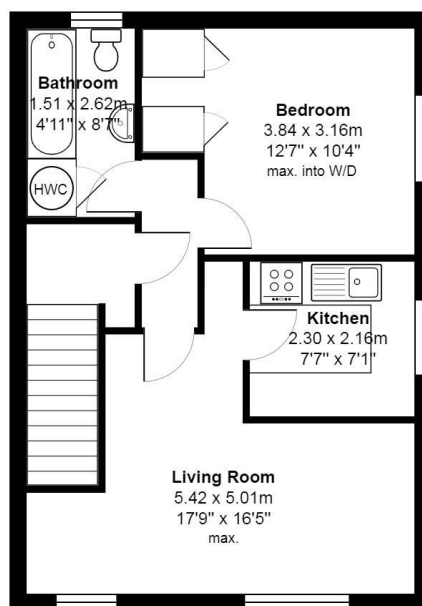 Bathroom
1.51 x 2.62m
4'11" x 8'7"
HWC
Bedroom
3.84 x 3.16m
12'7" x 10'4"
max. into W/D
Kitchen
2.30 x 2.16m
7'7" x 7'1"
Living Room
5.42 x 5.01m
17'9" x 16'5"
max.